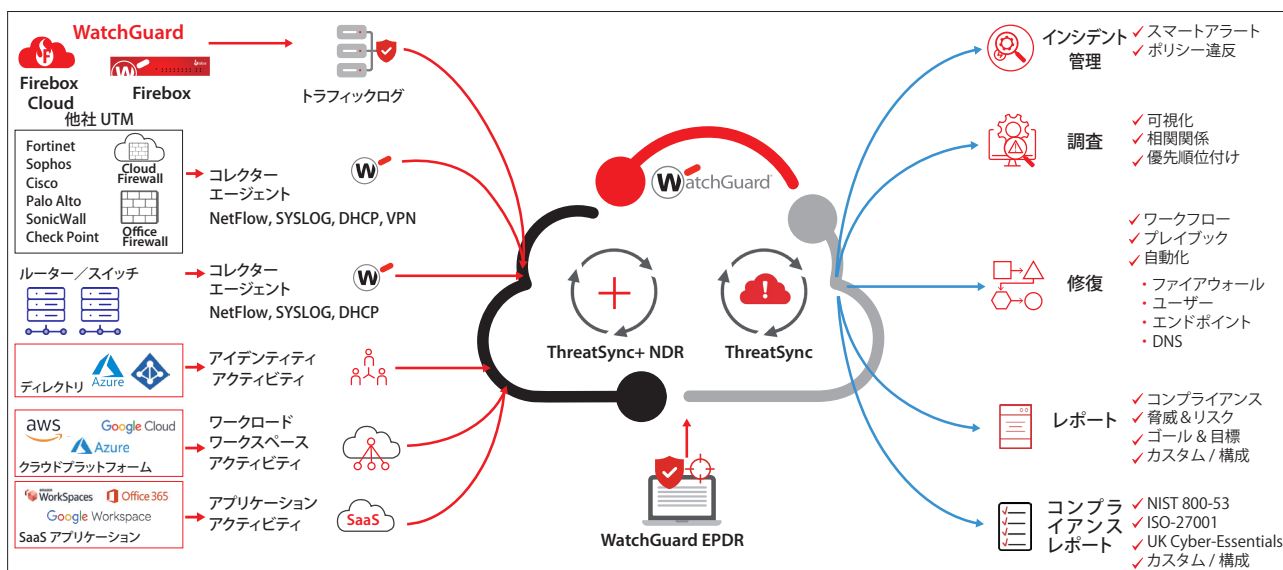 WatchGuard
Firebox
Cloud
Firebox
トラフィックログ
他社 UTM
Fortinet
Sophos
Cisco
Palo Alto
SonicWall
Check Point
Cloud
Firewall
Office
Firewall
コレクター
エージェント
NetFlow, SYSLOG, DHCP, VPN
ルーター／スイッチ
コレクター
エージェント
NetFlow, SYSLOG, DHCP
ディレクトリ
Azure
アイデンティティ
アクティビティ
aws
Google Cloud
Azure
クラウドプラットフォーム
ワークロード
ワークスペース
アクティビティ
amazon
WorkSpaces
Office 365
Google Workspace
SaaS アプリケーション
アプリケーション
アクティビティ
SaaS
WatchGuard
ThreatSync+ NDR
ThreatSync
WatchGuard EPDR
インシデント
管理
スマートアラート
ポリシー違反
調査
可視化
相関関係
優先順位付け
修復
ワークフロー
プレイブック
自動化
・ファイアウォール
・ユーザー
・エンドポイント
・DNS
レポート
コンプライアンス
脅威＆リスク
ゴール & 目標
カスタム / 構成
コンプラ
イアンス
レポート
NIST 800-53
ISO-27001
UK Cyber-Essentials
カスタム / 構成